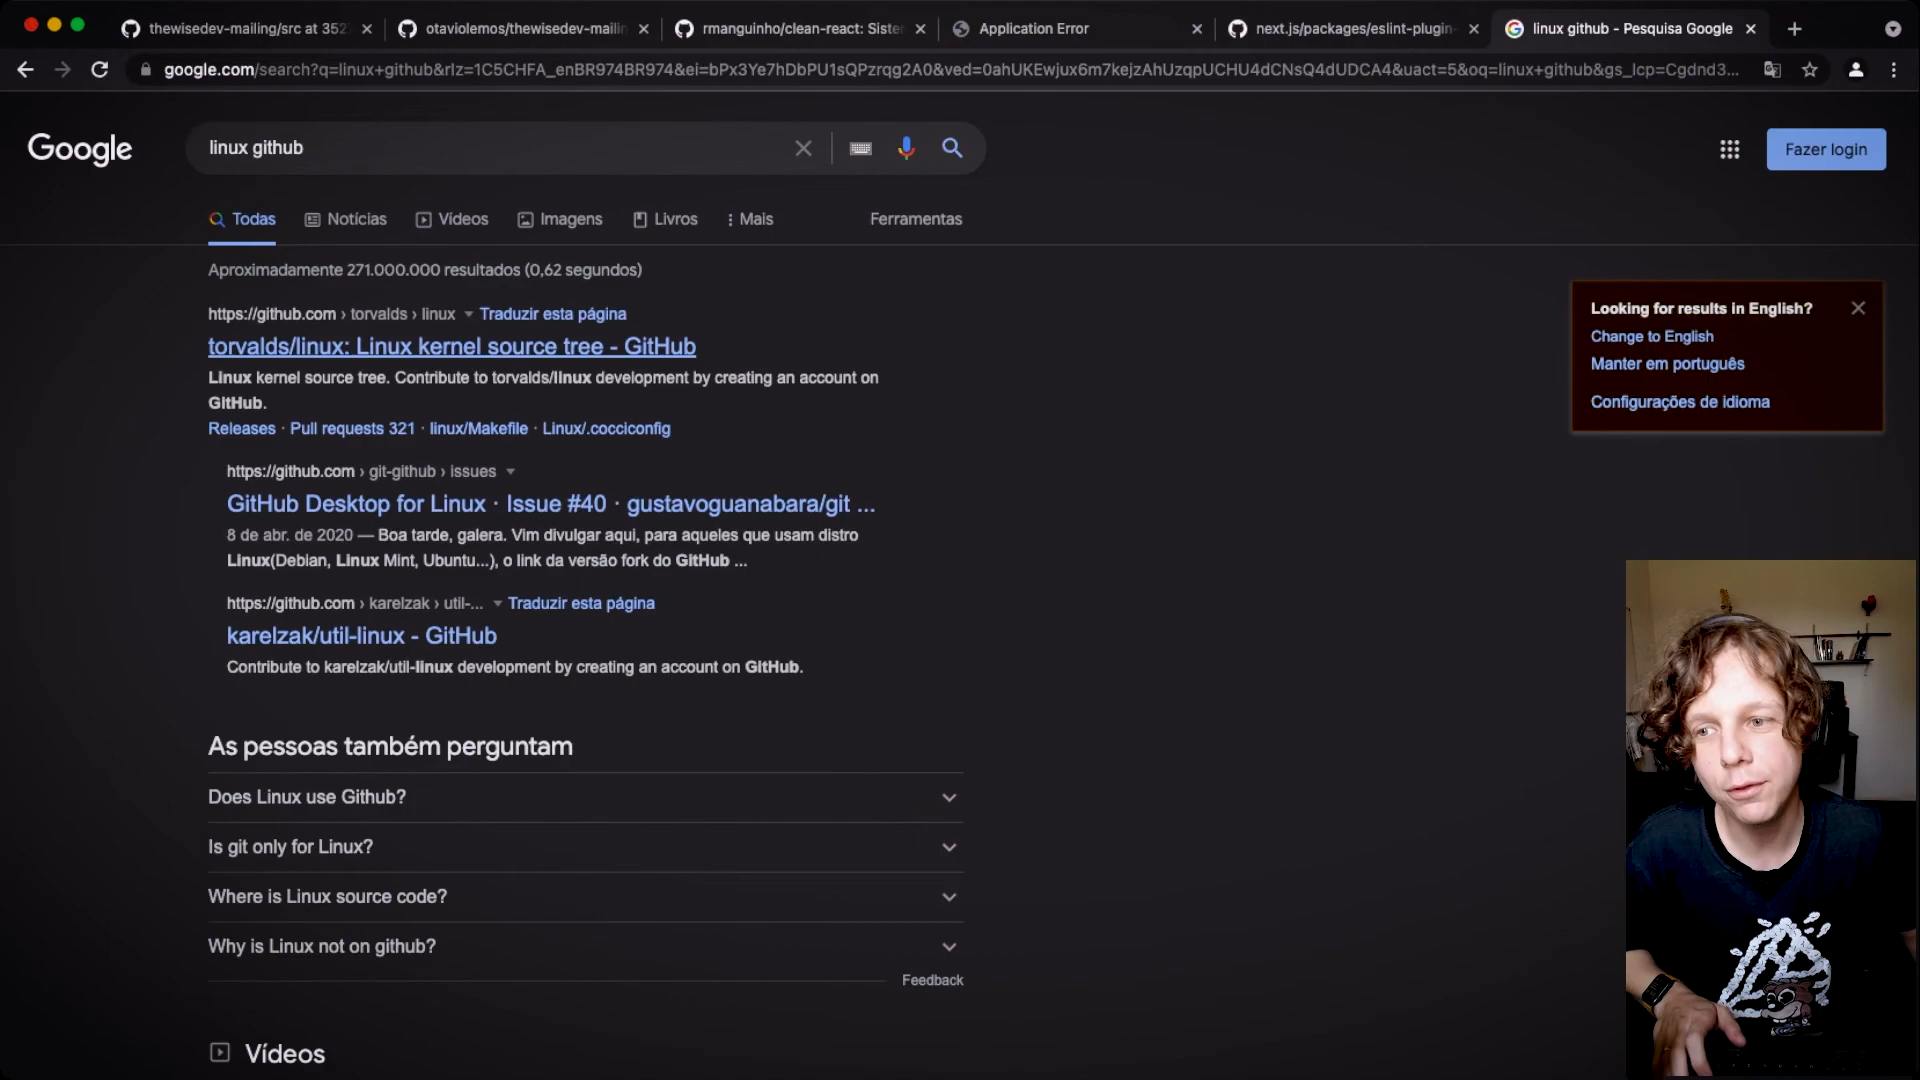 thewisedev-mailing/src at 352
otaviolemos/thewisedev-mailin
rmanguinho/clean-react: Siste
Application Error
next.js/packages/eslint-plugin-
linux github - Pesquisa Google
google.com/search?q=linux+github&rlz=1C5CHFA_enBR974BR974&ei=bPx3Ye7hDbPU1sQPzrqg2A0&ved=0ahUKEwjux6m7kejzAhUzqpUCHU4dCNsQ4dUDCA4&uact=5&oq=linux+github&gs_lcp=Cgdnd3...
Google
linux github
Fazer login
Todas
Notícias
Vídeos
Imagens
Livros
Mais
Ferramentas
Aproximadamente 271.000.000 resultados (0,62 segundos)
https://github.com › torvalds › linux Traduzir esta página
torvalds/linux: Linux kernel source tree - GitHub
Linux kernel source tree. Contribute to torvalds/linux development by creating an account on
GitHub.
Releases · Pull requests 321 · linux/Makefile · Linux/.cocciconfig
https://github.com › git-github › issues
GitHub Desktop for Linux · Issue #40 · gustavoguanabara/git ...
8 de abr. de 2020 — Boa tarde, galera. Vim divulgar aqui, para aqueles que usam distro
Linux(Debian, Linux Mint, Ubuntu...), o link da versão fork do GitHub ...
https://github.com › karelzak › util-... Traduzir esta página
karelzak/util-linux - GitHub
Contribute to karelzak/util-linux development by creating an account on GitHub.
As pessoas também perguntam
Does Linux use Github?
Is git only for Linux?
Where is Linux source code?
Why is Linux not on github?
Feedback
Vídeos
Looking for results in English?
Change to English
Manter em português
Configurações de idioma